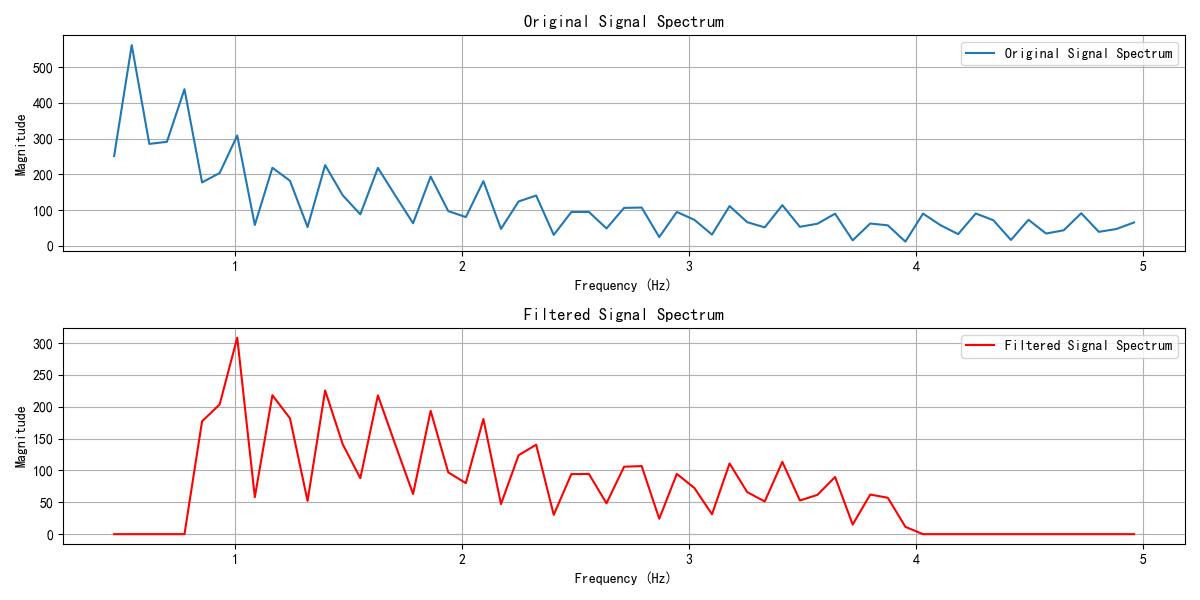 Original Signal Spectrum
Original Signal Spectrum
500
400
300
200
100
0
Magnitude
1 2 3 4 5
Frequency (Hz)
Filtered Signal Spectrum
Filtered Signal Spectrum
300
250
200
150
100
50
0
Magnitude
1 2 3 4 5
Frequency (Hz)